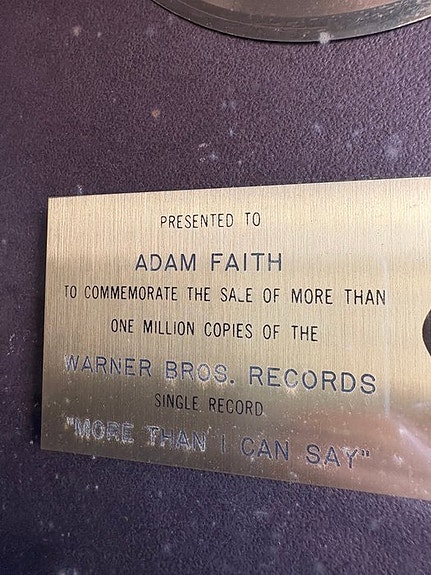 PRESENTED TO
ADAM FAITH
TO COMMEMORATE THE SALE OF MORE THAN
ONE MILLION COPIES OF THE
WARNER BROS. RECORDS
SINGLE RECORD
"MORE THAN I CAN SAY"